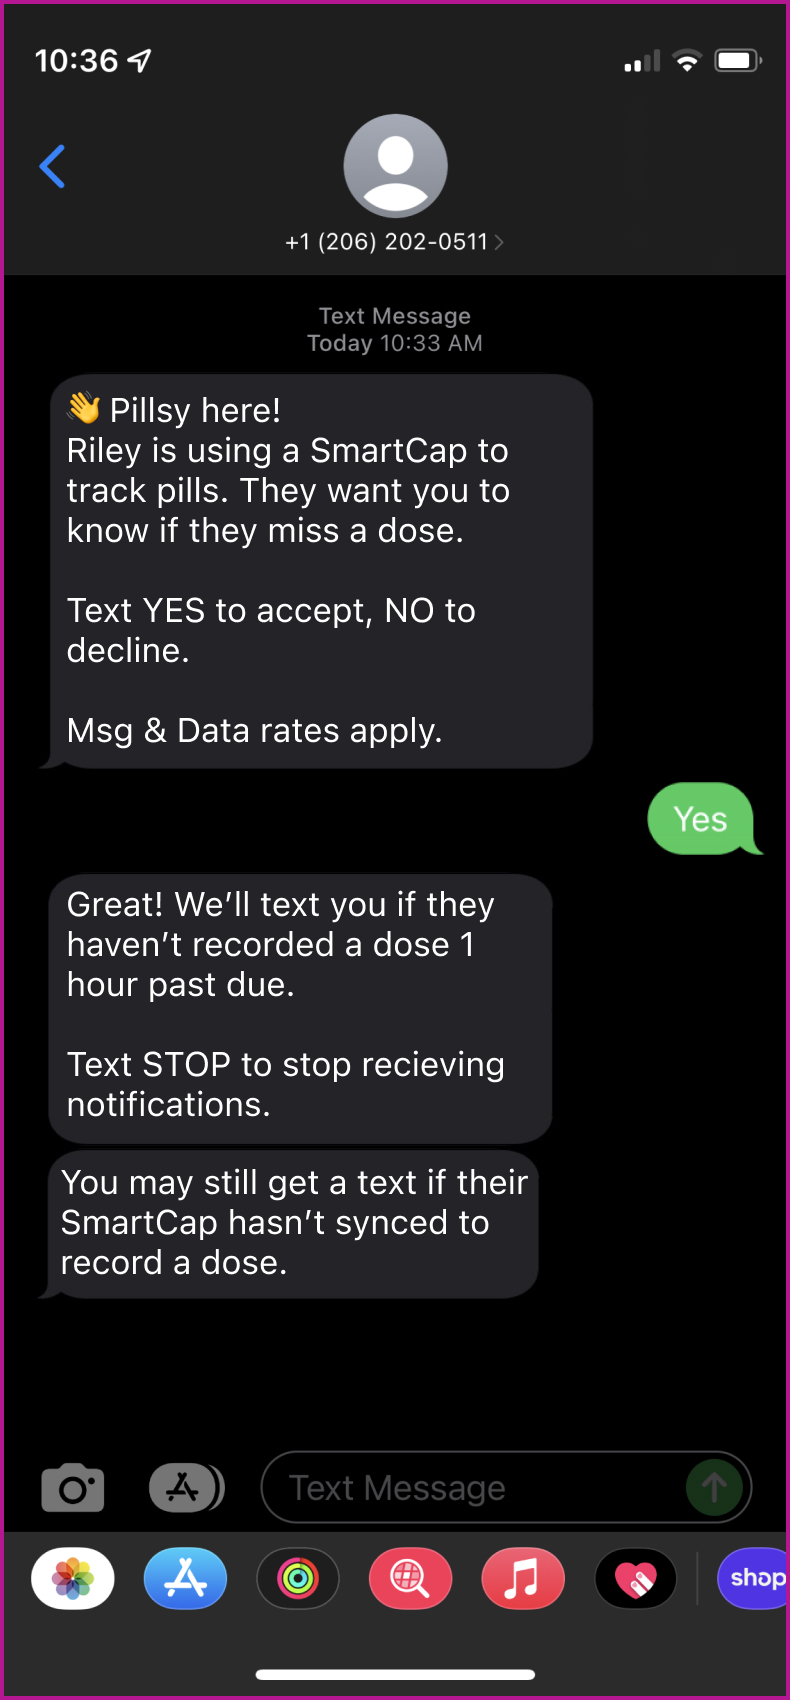 10:36
+1 (206) 202-0511
Text Message
Today 10:33 AM
👋 Pillsy here!
Riley is using a SmartCap to
track pills. They want you to
know if they miss a dose.
Text YES to accept, NO to
decline.
Msg & Data rates apply.
Yes
Great! We’ll text you if they
haven’t recorded a dose 1
hour past due.
Text STOP to stop recieving
notifications.
You may still get a text if their
SmartCap hasn’t synced to
record a dose.
Text Message
shop